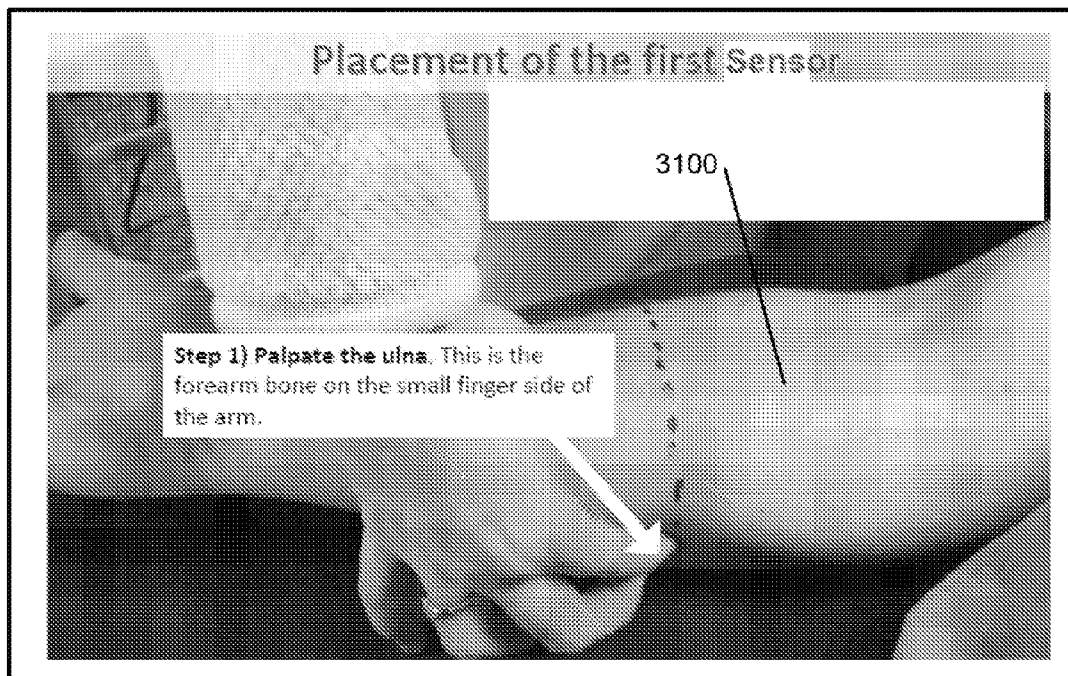 Placement of the first Sensor
3100
Step 1) Palpate the ulna. This is the
forearm bone on the small finger side of
the arm.